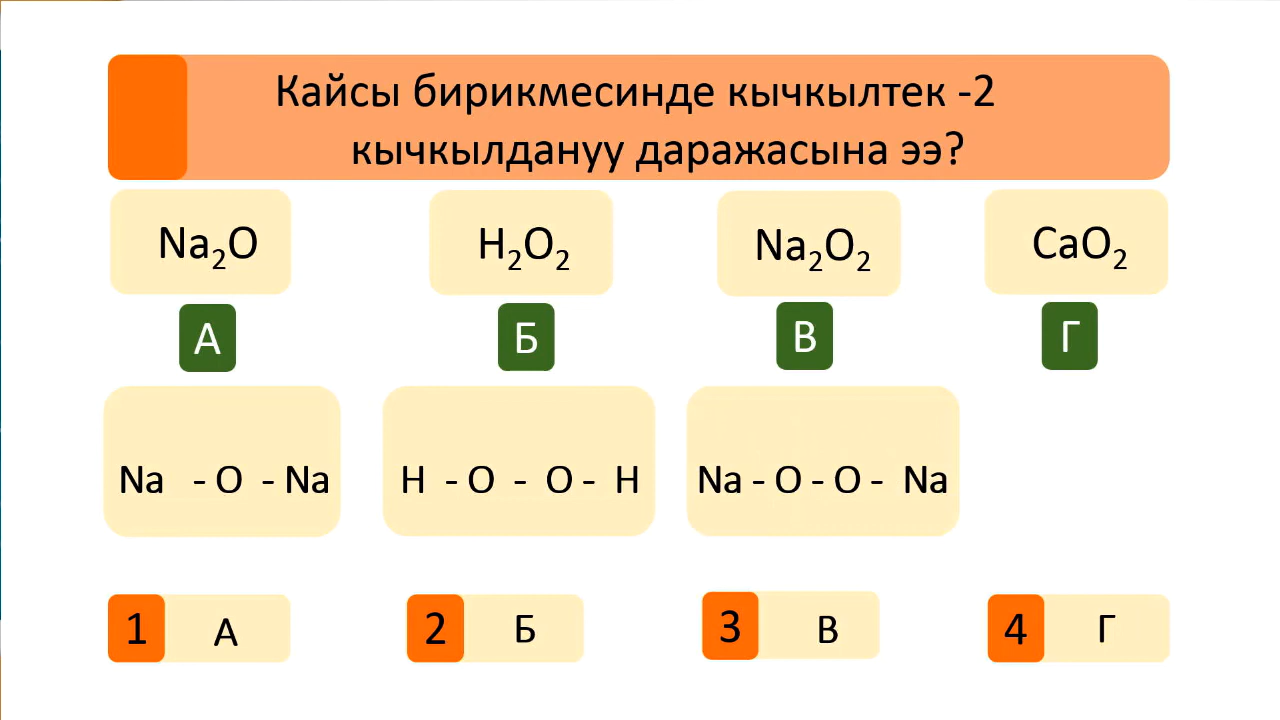 Кайсы бирикмесинде кычкылтек -2
кычкылдануу даражасына ээ?
Na₂O H₂O₂ Na₂O₂ CaO₂
А Б В Г
Na - O - Na H - O - O - H Na - O - O - Na
1 А 2 Б 3 В 4 Г